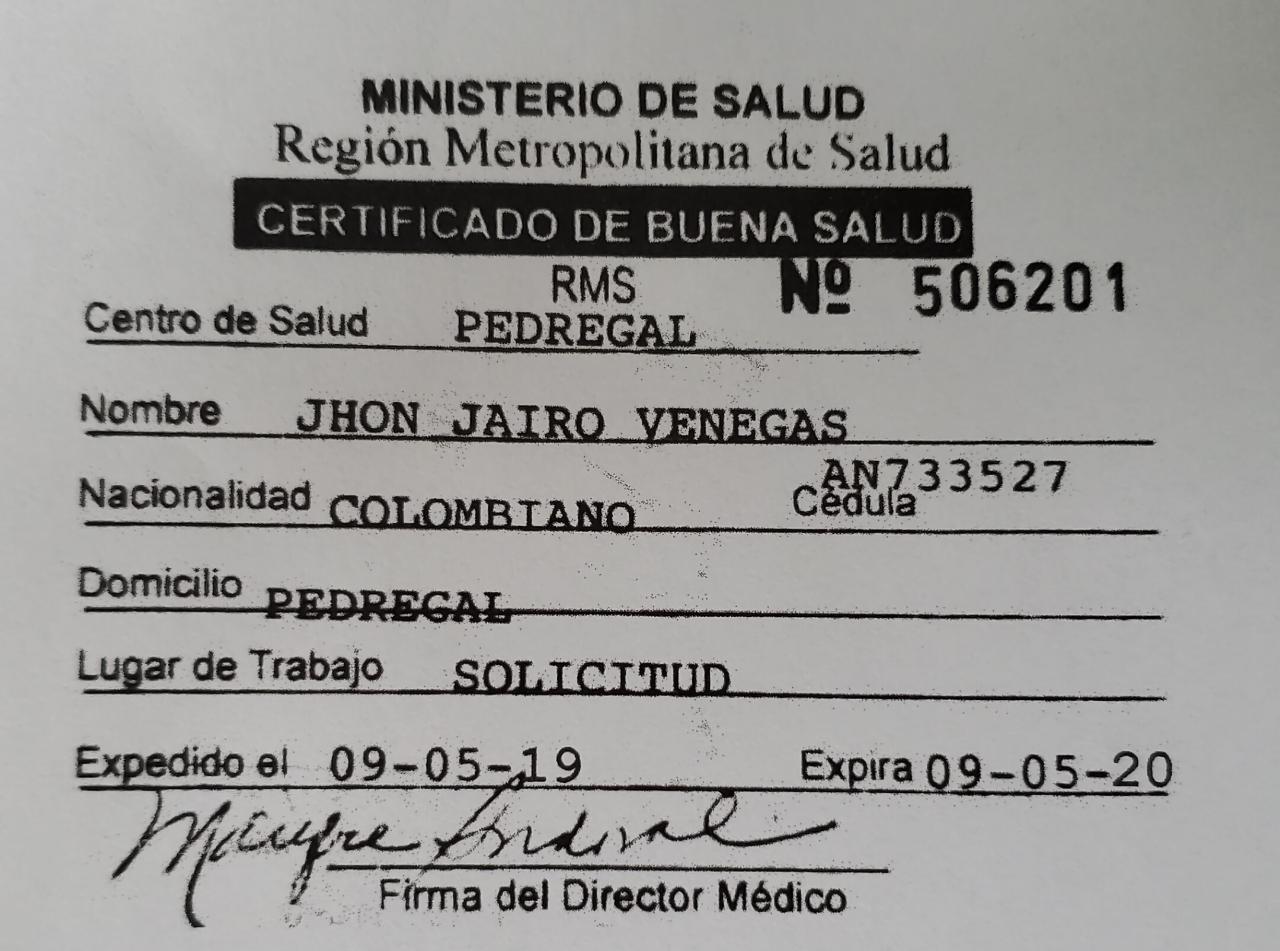 MINISTERIO DE SALUD
Región Metropolitana de Salud
CERTIFICADO DE BUENA SALUD
RMS Nº 506201
Centro de Salud PEDREGAL
Nombre JHON JAIRO VENEGAS
AN733527
Nacionalidad COLOMBIANO Cédula
Domicilio PEDREGAL
Lugar de Trabajo SOLICITUD
Expedido el 09-05-19 Expira 09-05-20
Firma del Director Médico